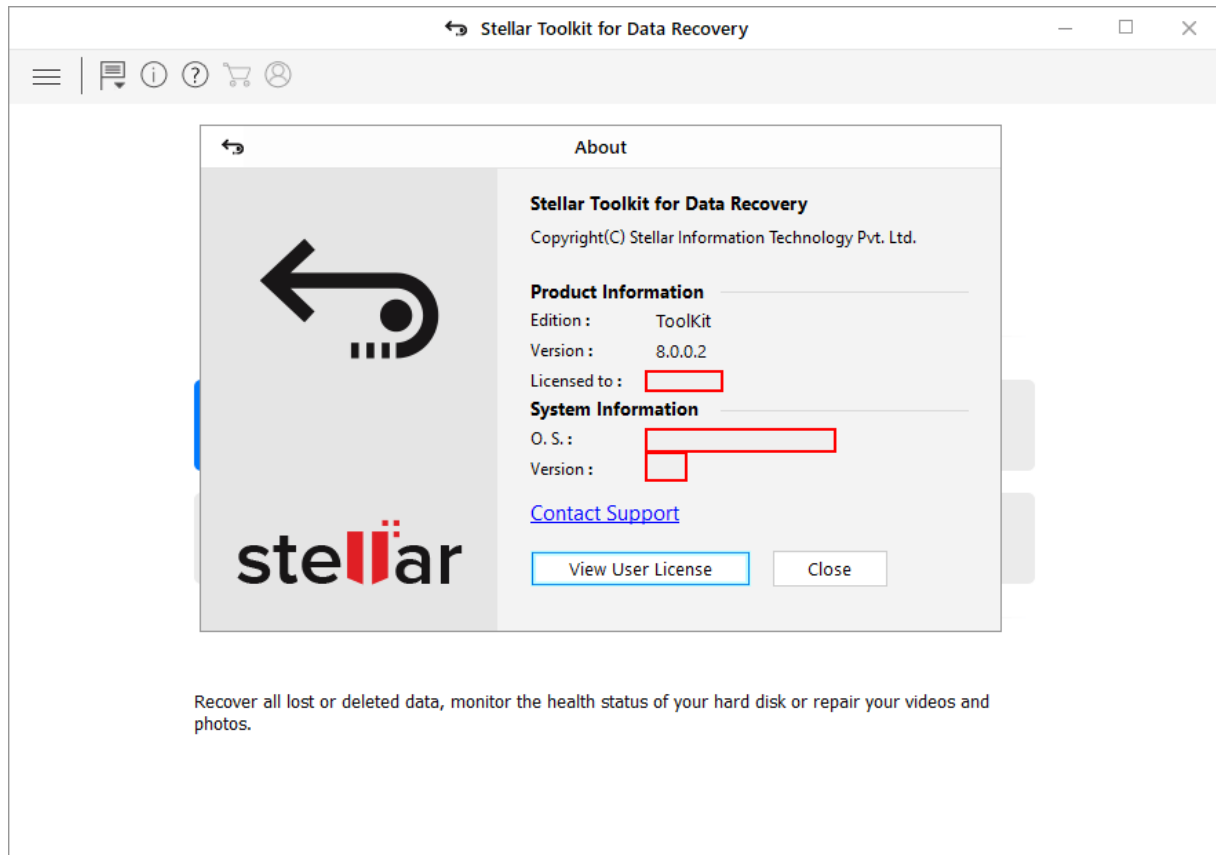 Stellar Toolkit for Data Recovery
About
Stellar Toolkit for Data Recovery
Copyright(C) Stellar Information Technology Pvt. Ltd.
Product Information
Edition : ToolKit
Version : 8.0.0.2
Licensed to :
System Information
O. S. :
Version :
Contact Support
View User License Close
stellar
Recover all lost or deleted data, monitor the health status of your hard disk or repair your videos and
photos.